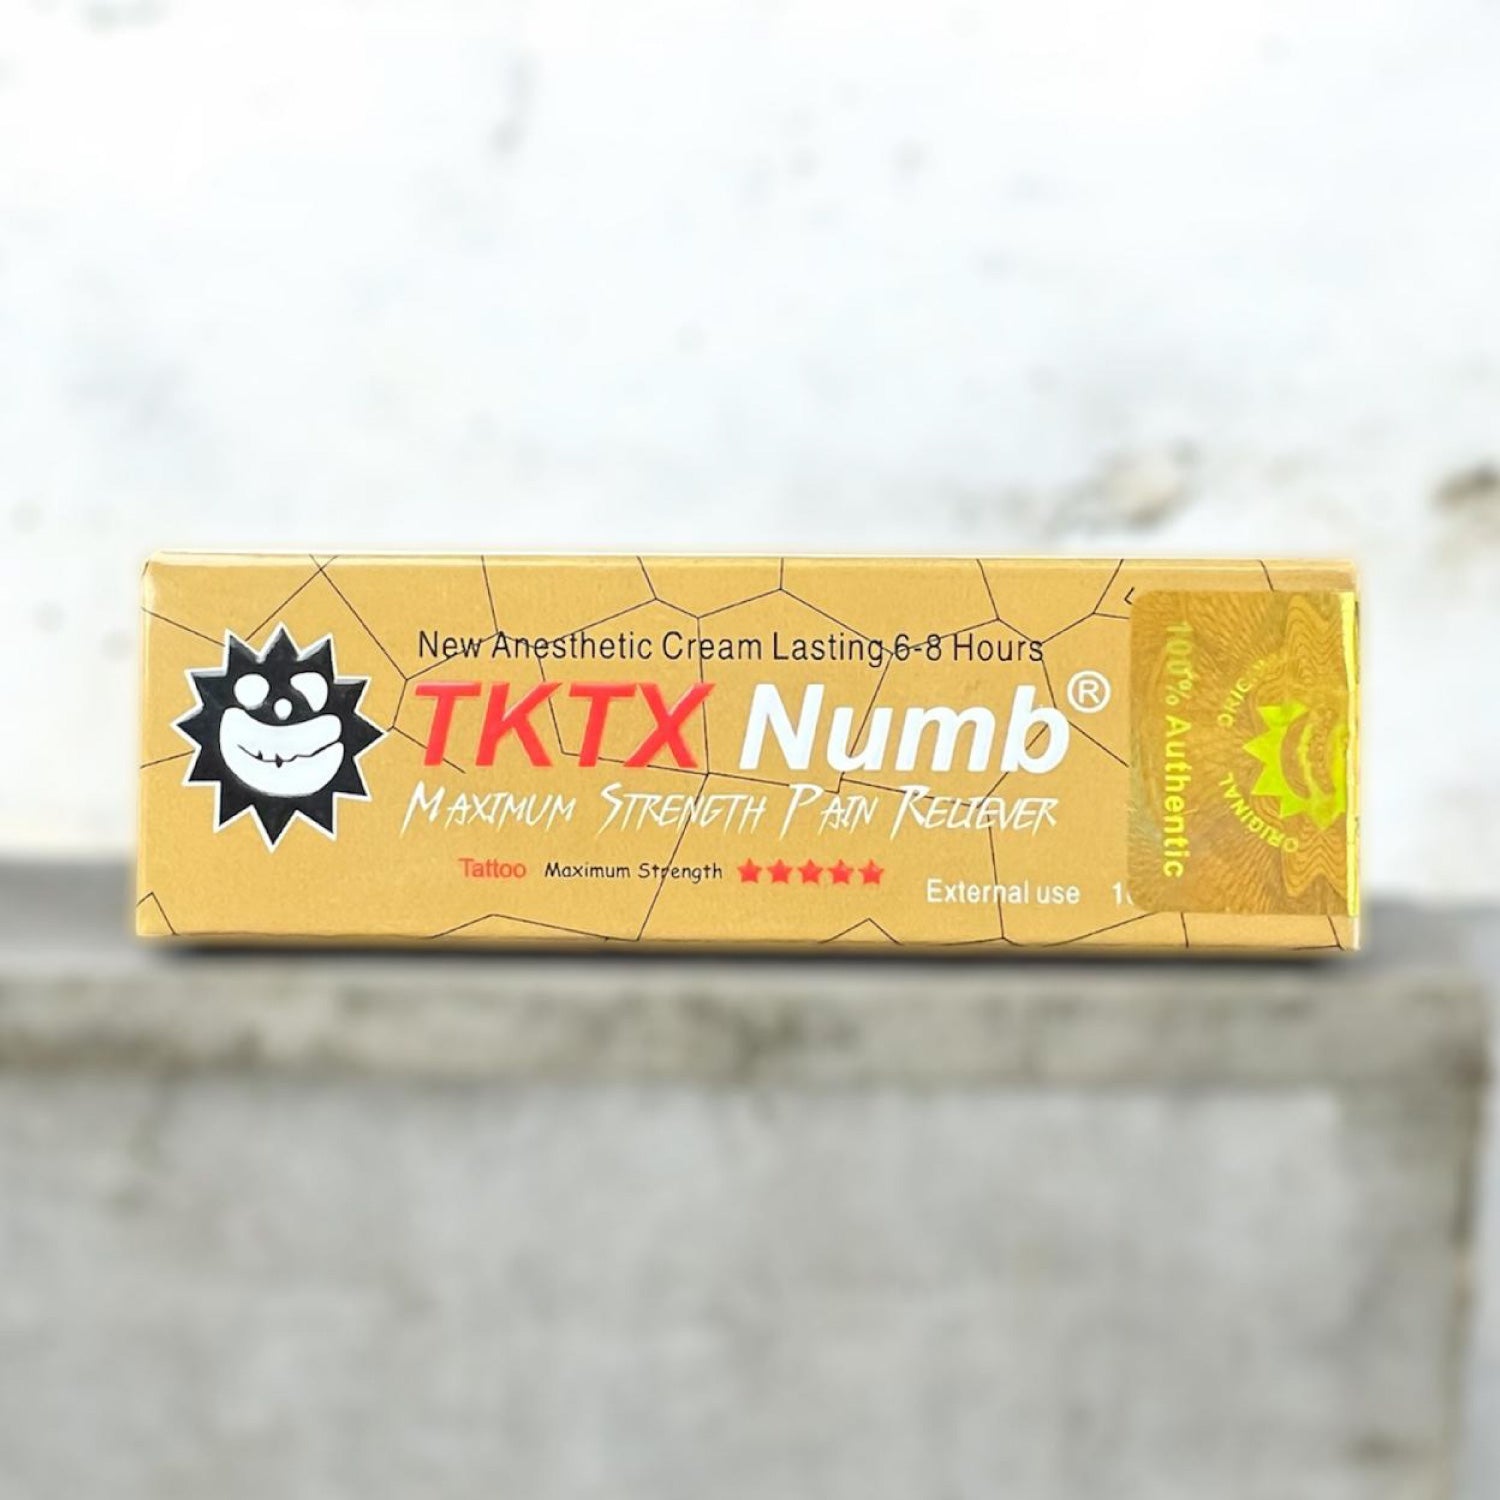 New Anesthetic Cream Lasting 6-8 Hours
TKTX Numb®
MAXIMUM STRENGTH PAIN RELIEVER
Tattoo Maximum Strength
External use
100% Authentic
ORIGINAL